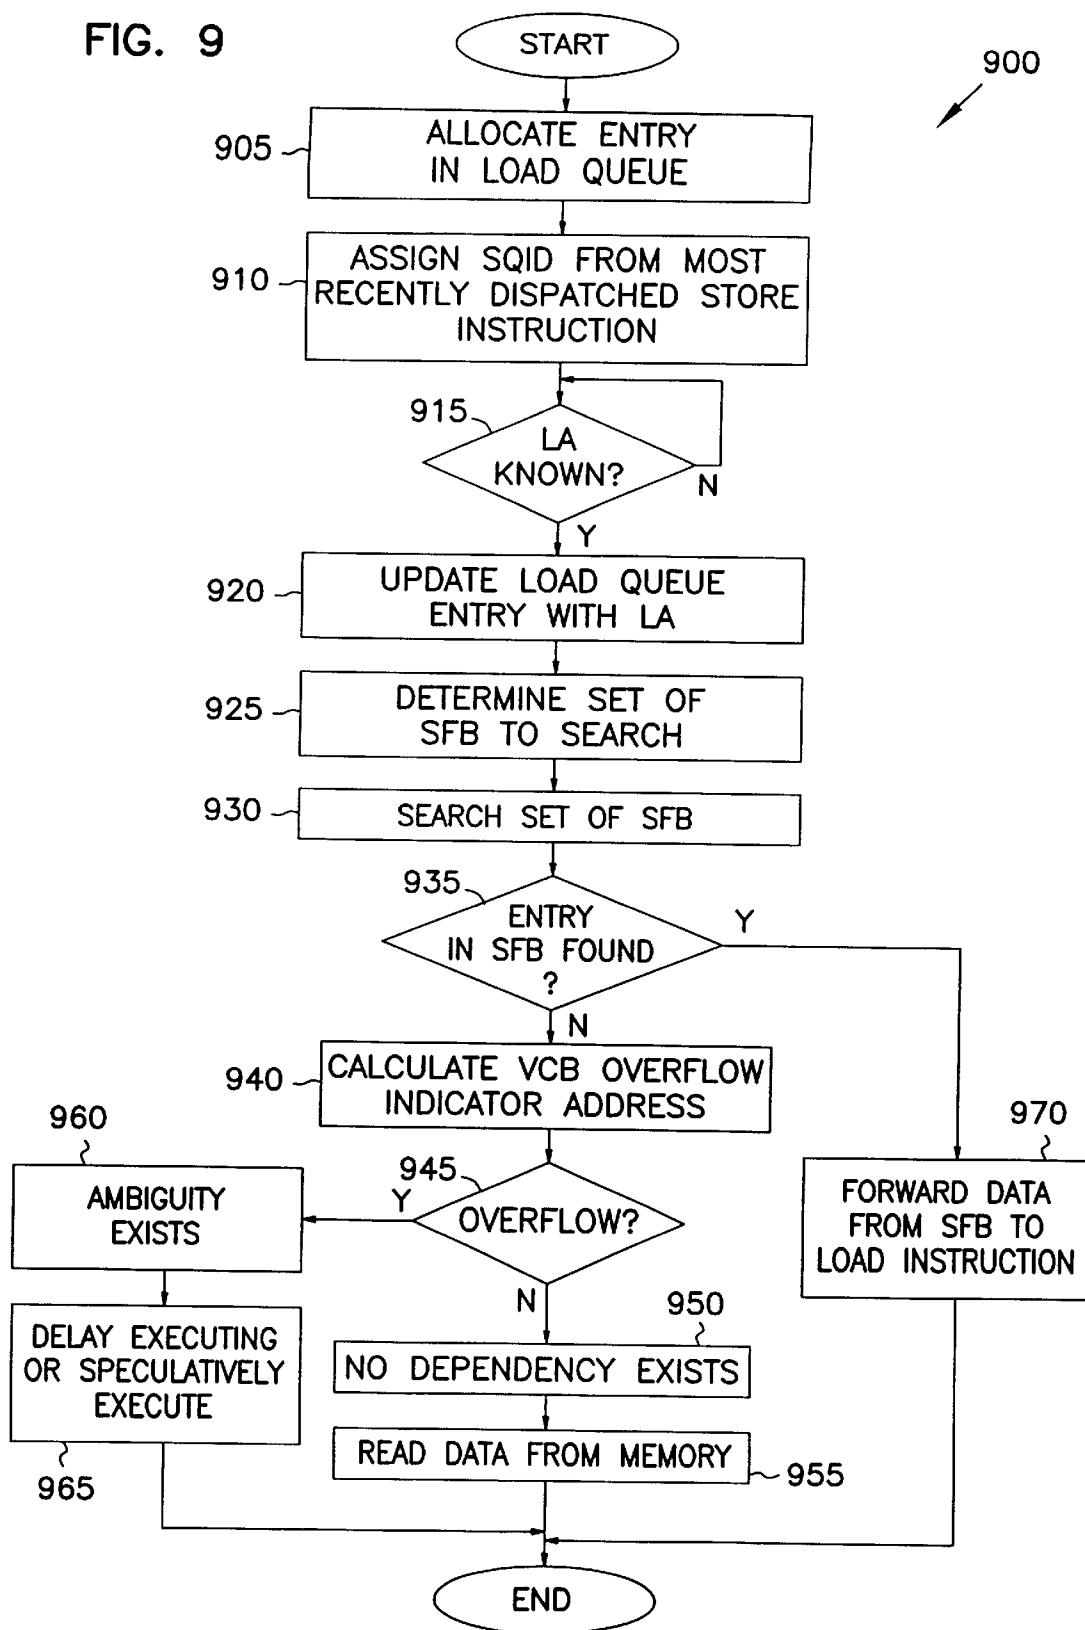 FIG. 9
START
900
905
ALLOCATE ENTRY
IN LOAD QUEUE
910
ASSIGN SQID FROM MOST
RECENTLY DISPATCHED STORE
INSTRUCTION
915
LA
KNOWN?
N
Y
920
UPDATE LOAD QUEUE
ENTRY WITH LA
925
DETERMINE SET OF
SFB TO SEARCH
930
SEARCH SET OF SFB
935
ENTRY
IN SFB FOUND
?
Y
N
940
CALCULATE VCB OVERFLOW
INDICATOR ADDRESS
945
OVERFLOW?
Y
N
960
AMBIGUITY
EXISTS
970
FORWARD DATA
FROM SFB TO
LOAD INSTRUCTION
950
NO DEPENDENCY EXISTS
DELAY EXECUTING
OR SPECULATIVELY
EXECUTE
965
READ DATA FROM MEMORY
955
END